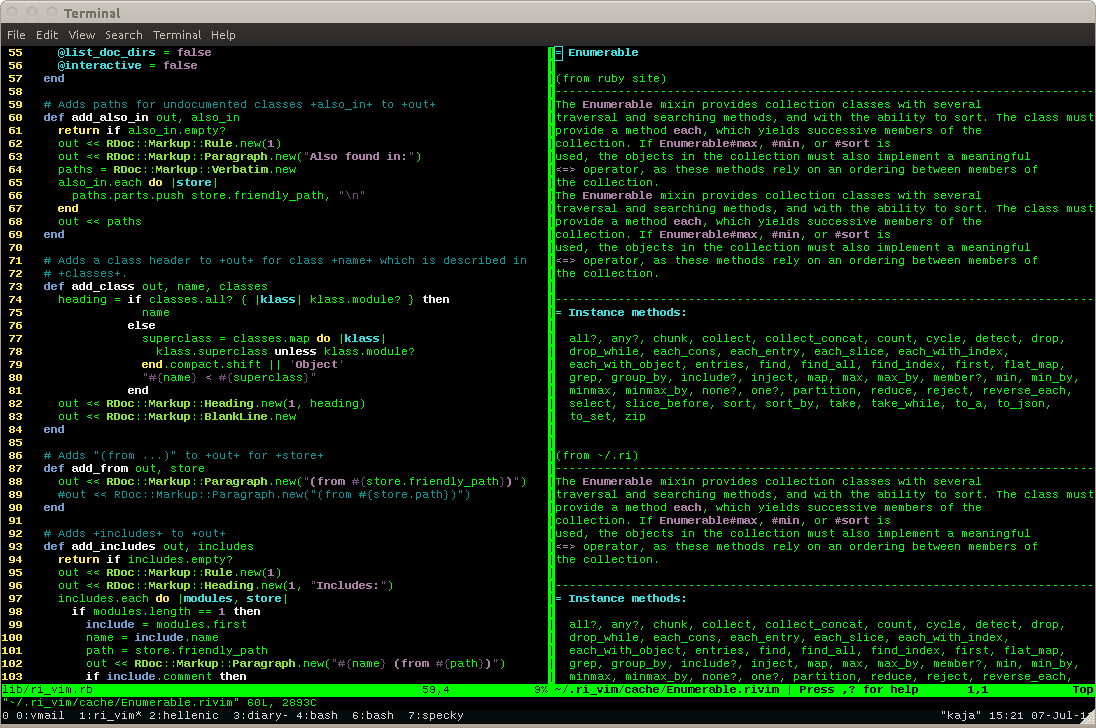 Terminal
File Edit View Search Terminal Help
55 @list_doc_dirs = false
56 @interactive = false
57 end
58
59 # Adds paths for undocumented classes +also_in+ to +out+
60 def add_also_in out, also_in
61 return if also_in.empty?
62 out << RDoc::Markup::Rule.new(1)
63 out << RDoc::Markup::Paragraph.new("Also found in:")
64 paths = RDoc::Markup::Verbatim.new
65 also_in.each do |store|
66 paths.parts.push store.friendly_path, "\n"
67 end
68 out << paths
69 end
70
71 # Adds a class header to +out+ for class +name+ which is described in
72 # +classes+.
73 def add_class out, name, classes
74 heading = if classes.all? { |klass| klass.module? } then
75 name
76 else
77 superclass = classes.map do |klass|
78 klass.superclass unless klass.module?
79 end.compact.shift || 'Object'
80 "#{name} < #{superclass}"
81 end
82 out << RDoc::Markup::Heading.new(1, heading)
83 out << RDoc::Markup::BlankLine.new
84 end
85
86 # Adds "(from ...)" to +out+ for +store+
87 def add_from out, store
88 out << RDoc::Markup::Paragraph.new("(from #{store.friendly_path})")
89 #out << RDoc::Markup::Paragraph.new("(from #{store.path})")
90 end
91
92 # Adds +includes+ to +out+
93 def add_includes out, includes
94 return if includes.empty?
95 out << RDoc::Markup::Rule.new(1)
96 out << RDoc::Markup::Heading.new(1, "Includes:")
97 includes.each do |modules, store|
98 if modules.length == 1 then
99 include = modules.first
100 name = include.name
101 path = store.friendly_path
102 out << RDoc::Markup::Paragraph.new("#{name} (from #{path})")
103 if include.comment then
lib/ri_vim.rb 59,4 9%
= Enumerable
(from ruby site)
The Enumerable mixin provides collection classes with several
traversal and searching methods, and with the ability to sort. The class must
provide a method each, which yields successive members of the
collection. If Enumerable#max, #min, or #sort is
used, the objects in the collection must also implement a meaningful
<=> operator, as these methods rely on an ordering between members of
the collection.
The Enumerable mixin provides collection classes with several
traversal and searching methods, and with the ability to sort. The class must
provide a method each, which yields successive members of the
collection. If Enumerable#max, #min, or #sort is
used, the objects in the collection must also implement a meaningful
<=> operator, as these methods rely on an ordering between members of
the collection.
= Instance methods:
all?, any?, chunk, collect, collect_concat, count, cycle, detect, drop,
drop_while, each_cons, each_entry, each_slice, each_with_index,
each_with_object, entries, find, find_all, find_index, first, flat_map,
grep, group_by, include?, inject, map, max, max_by, member?, min, min_by,
minmax, minmax_by, none?, one?, partition, reduce, reject, reverse_each,
select, slice_before, sort, sort_by, take, take_while, to_a, to_json,
to_set, zip
(from ~/.ri)
The Enumerable mixin provides collection classes with several
traversal and searching methods, and with the ability to sort. The class must
provide a method each, which yields successive members of the
collection. If Enumerable#max, #min, or #sort is
used, the objects in the collection must also implement a meaningful
<=> operator, as these methods rely on an ordering between members of
the collection.
= Instance methods:
all?, any?, chunk, collect, collect_concat, count, cycle, detect, drop,
drop_while, each_cons, each_entry, each_slice, each_with_index,
each_with_object, entries, find, find_all, find_index, first, flat_map,
grep, group_by, include?, inject, map, max, max_by, member?, min, min_by,
minmax, minmax_by, none?, one?, partition, reduce, reject, reverse_each,
~/.ri_vim/cache/Enumerable.rivim | Press ,? for help 1,1 Top
"~/.ri_vim/cache/Enumerable.rivim" 60L, 2893C
0 0:vmail 1:ri_vim* 2:hellenic 3:diary- 4:bash 6:bash 7:specky "kaja" 15:21 07-Jul-1